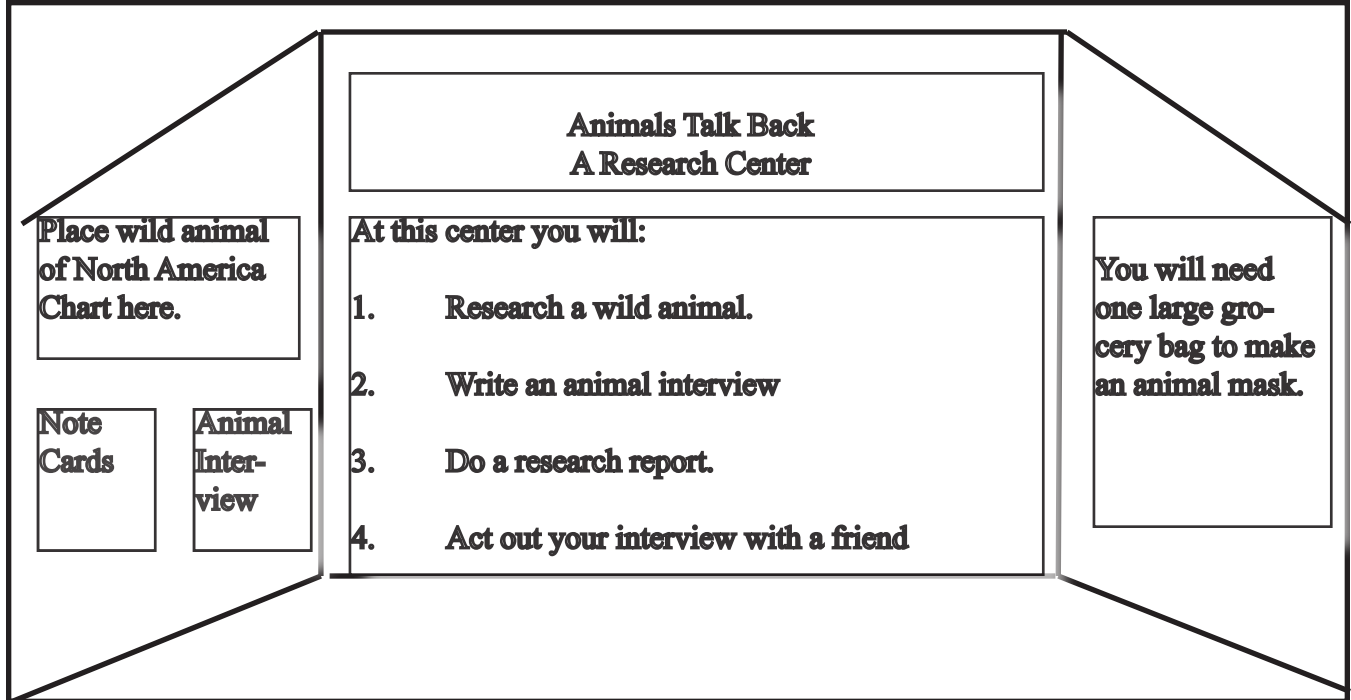 Animals Talk Back
A Research Center
Place wild animal
of North America
Chart here.
Note
Cards
Animal
Inter-
view
At this center you will:
1. Research a wild animal.
2. Write an animal interview
3. Do a research report.
4. Act out your interview with a friend
You will need
one large gro-
cery bag to make
an animal mask.